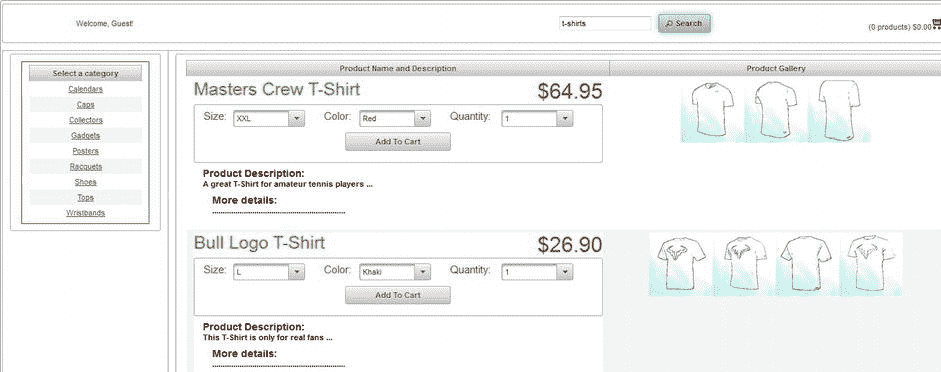 Welcome, Guest!
t-shirts
Search
(0 products) $0.00
Select a category
Calendars
Caps
Collectors
Gadgets
Posters
Racquets
Shoes
Tops
Wristbands
Product Name and Description
Product Gallery
Masters Crew T-Shirt
$64.95
Size: XXL Color: Red Quantity: 1
Add To Cart
Product Description:
A great T-Shirt for amateur tennis players ...
More details:
Bull Logo T-Shirt
$26.90
Size: L Color: Khaki Quantity: 1
Add To Cart
Product Description:
This T-Shirt is only for real fans ...
More details: